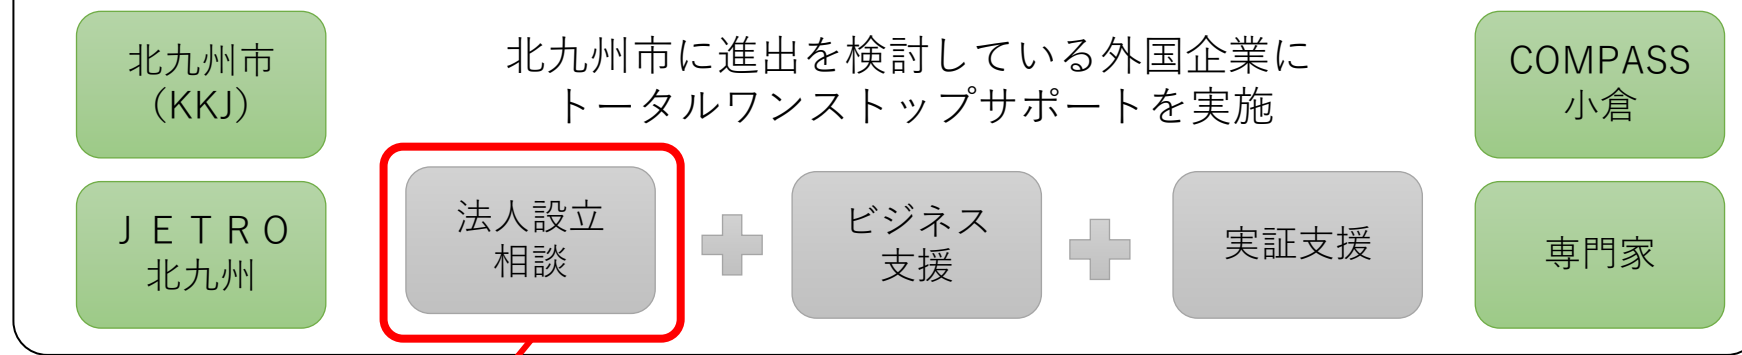 北九州市
（KKJ）
北九州市に進出を検討している外国企業に
トータルワンストップサポートを実施
COMPASS
小倉
ＪＥＴＲＯ
北九州
法人設立
相談
ビジネス
支援
実証支援
専門家